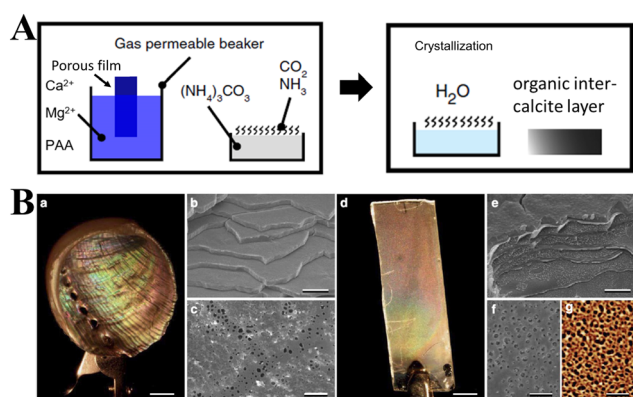 A
Gas permeable beaker
Porous film
Ca²⁺
Mg²⁺
PAA
(NH₄)₃CO₃
CO₂
NH₃
Crystallization
H₂O
organic inter-
calcite layer
B
a
b
c
d
e
f
g